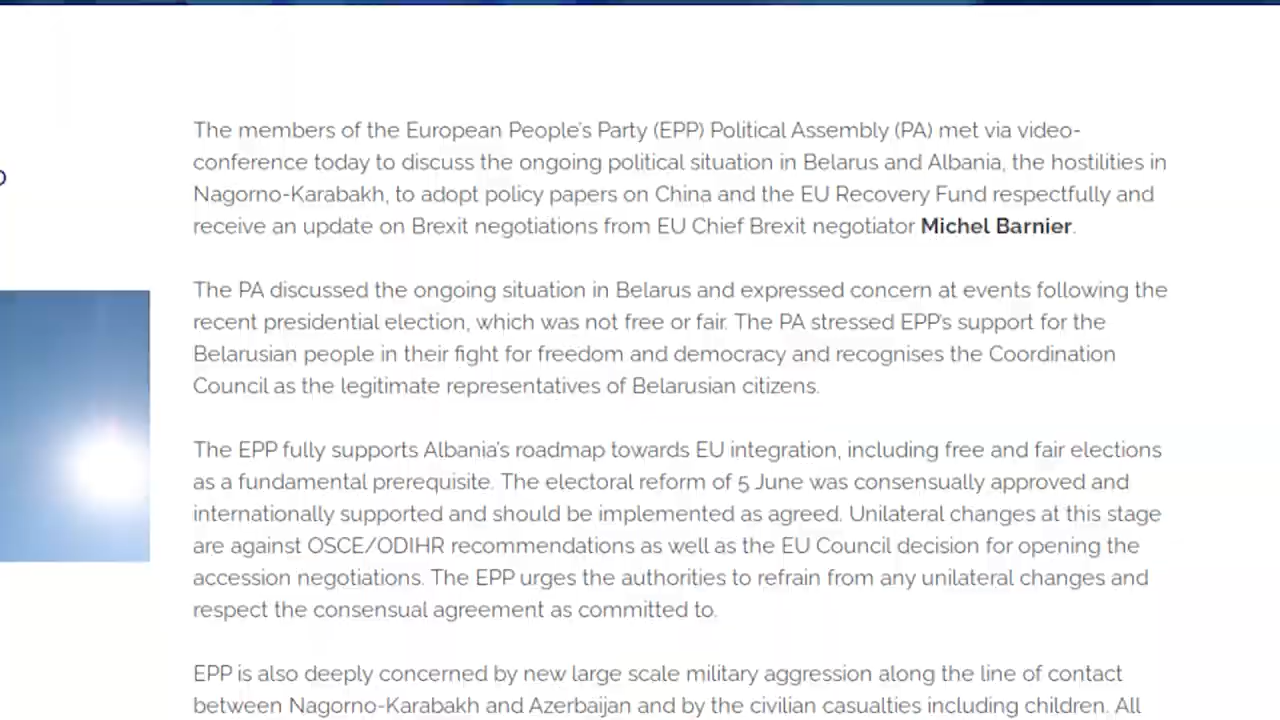 The members of the European People's Party (EPP) Political Assembly (PA) met via video-
conference today to discuss the ongoing political situation in Belarus and Albania, the hostilities in
Nagorno-Karabakh, to adopt policy papers on China and the EU Recovery Fund respectfully and
receive an update on Brexit negotiations from EU Chief Brexit negotiator Michel Barnier.
The PA discussed the ongoing situation in Belarus and expressed concern at events following the
recent presidential election, which was not free or fair. The PA stressed EPP's support for the
Belarusian people in their fight for freedom and democracy and recognises the Coordination
Council as the legitimate representatives of Belarusian citizens.
The EPP fully supports Albania's roadmap towards EU integration, including free and fair elections
as a fundamental prerequisite. The electoral reform of 5 June was consensually approved and
internationally supported and should be implemented as agreed. Unilateral changes at this stage
are against OSCE/ODIHR recommendations as well as the EU Council decision for opening the
accession negotiations. The EPP urges the authorities to refrain from any unilateral changes and
respect the consensual agreement as committed to.
EPP is also deeply concerned by new large scale military aggression along the line of contact
between Nagorno-Karabakh and Azerbaijan and by the civilian casualties including children. All